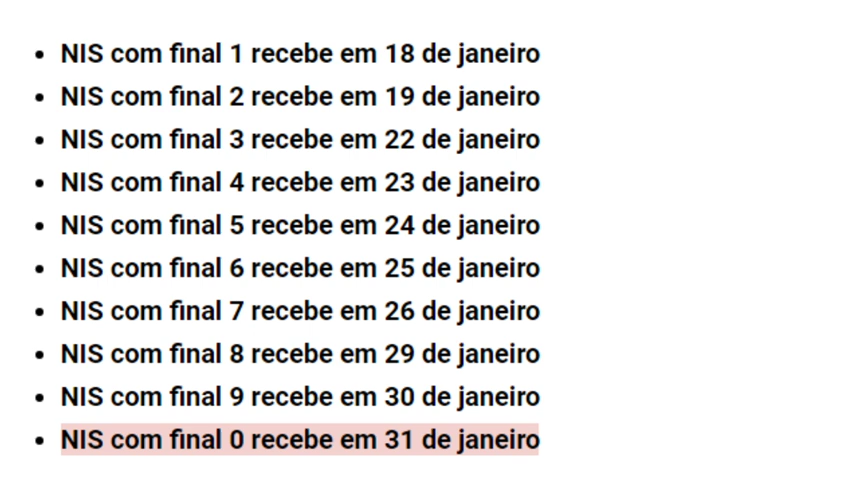 • NIS com final 1 recebe em 18 de janeiro
• NIS com final 2 recebe em 19 de janeiro
• NIS com final 3 recebe em 22 de janeiro
• NIS com final 4 recebe em 23 de janeiro
• NIS com final 5 recebe em 24 de janeiro
• NIS com final 6 recebe em 25 de janeiro
• NIS com final 7 recebe em 26 de janeiro
• NIS com final 8 recebe em 29 de janeiro
• NIS com final 9 recebe em 30 de janeiro
• NIS com final 0 recebe em 31 de janeiro